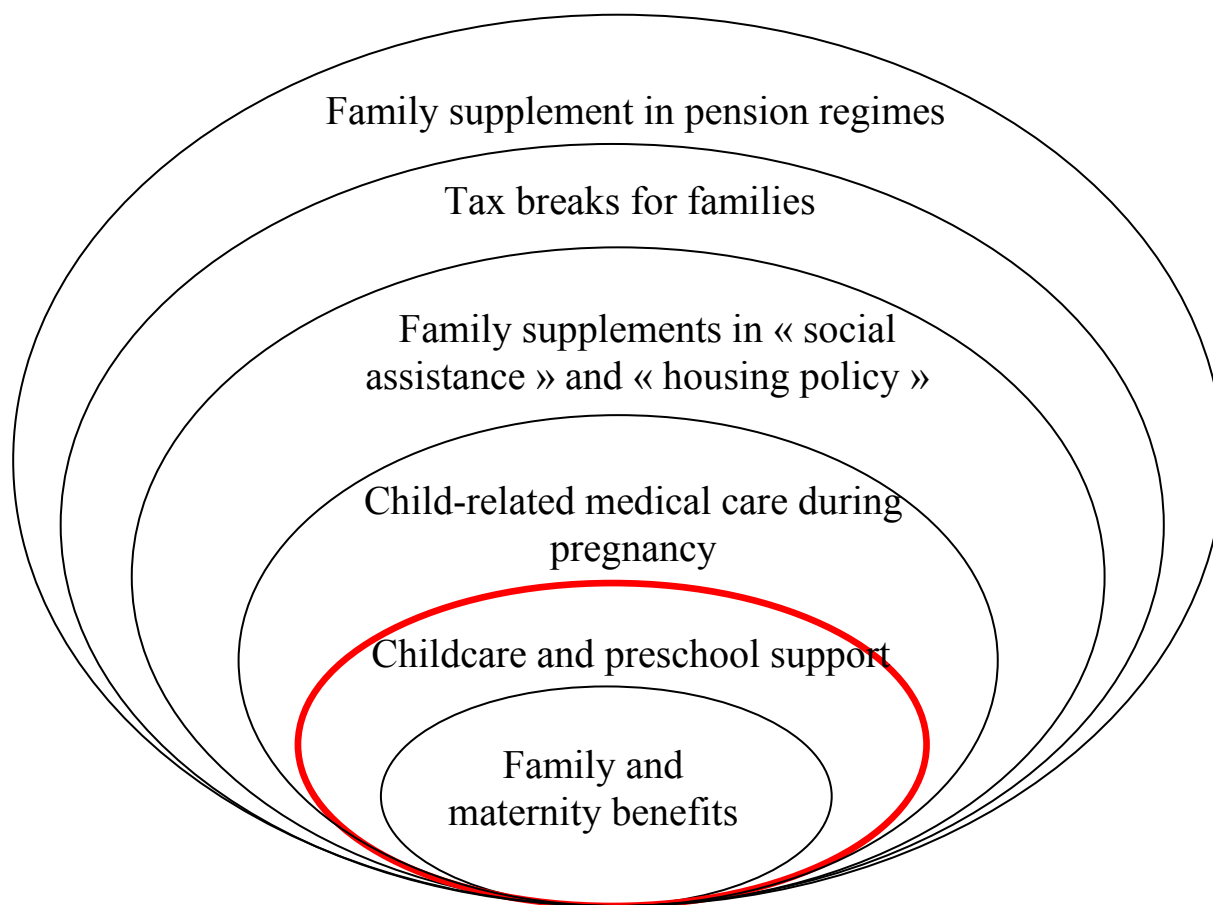 Family supplement in pension regimes
Tax breaks for families
Family supplements in « social
assistance » and « housing policy »
Child-related medical care during
pregnancy
Childcare and preschool support
Family and
maternity benefits